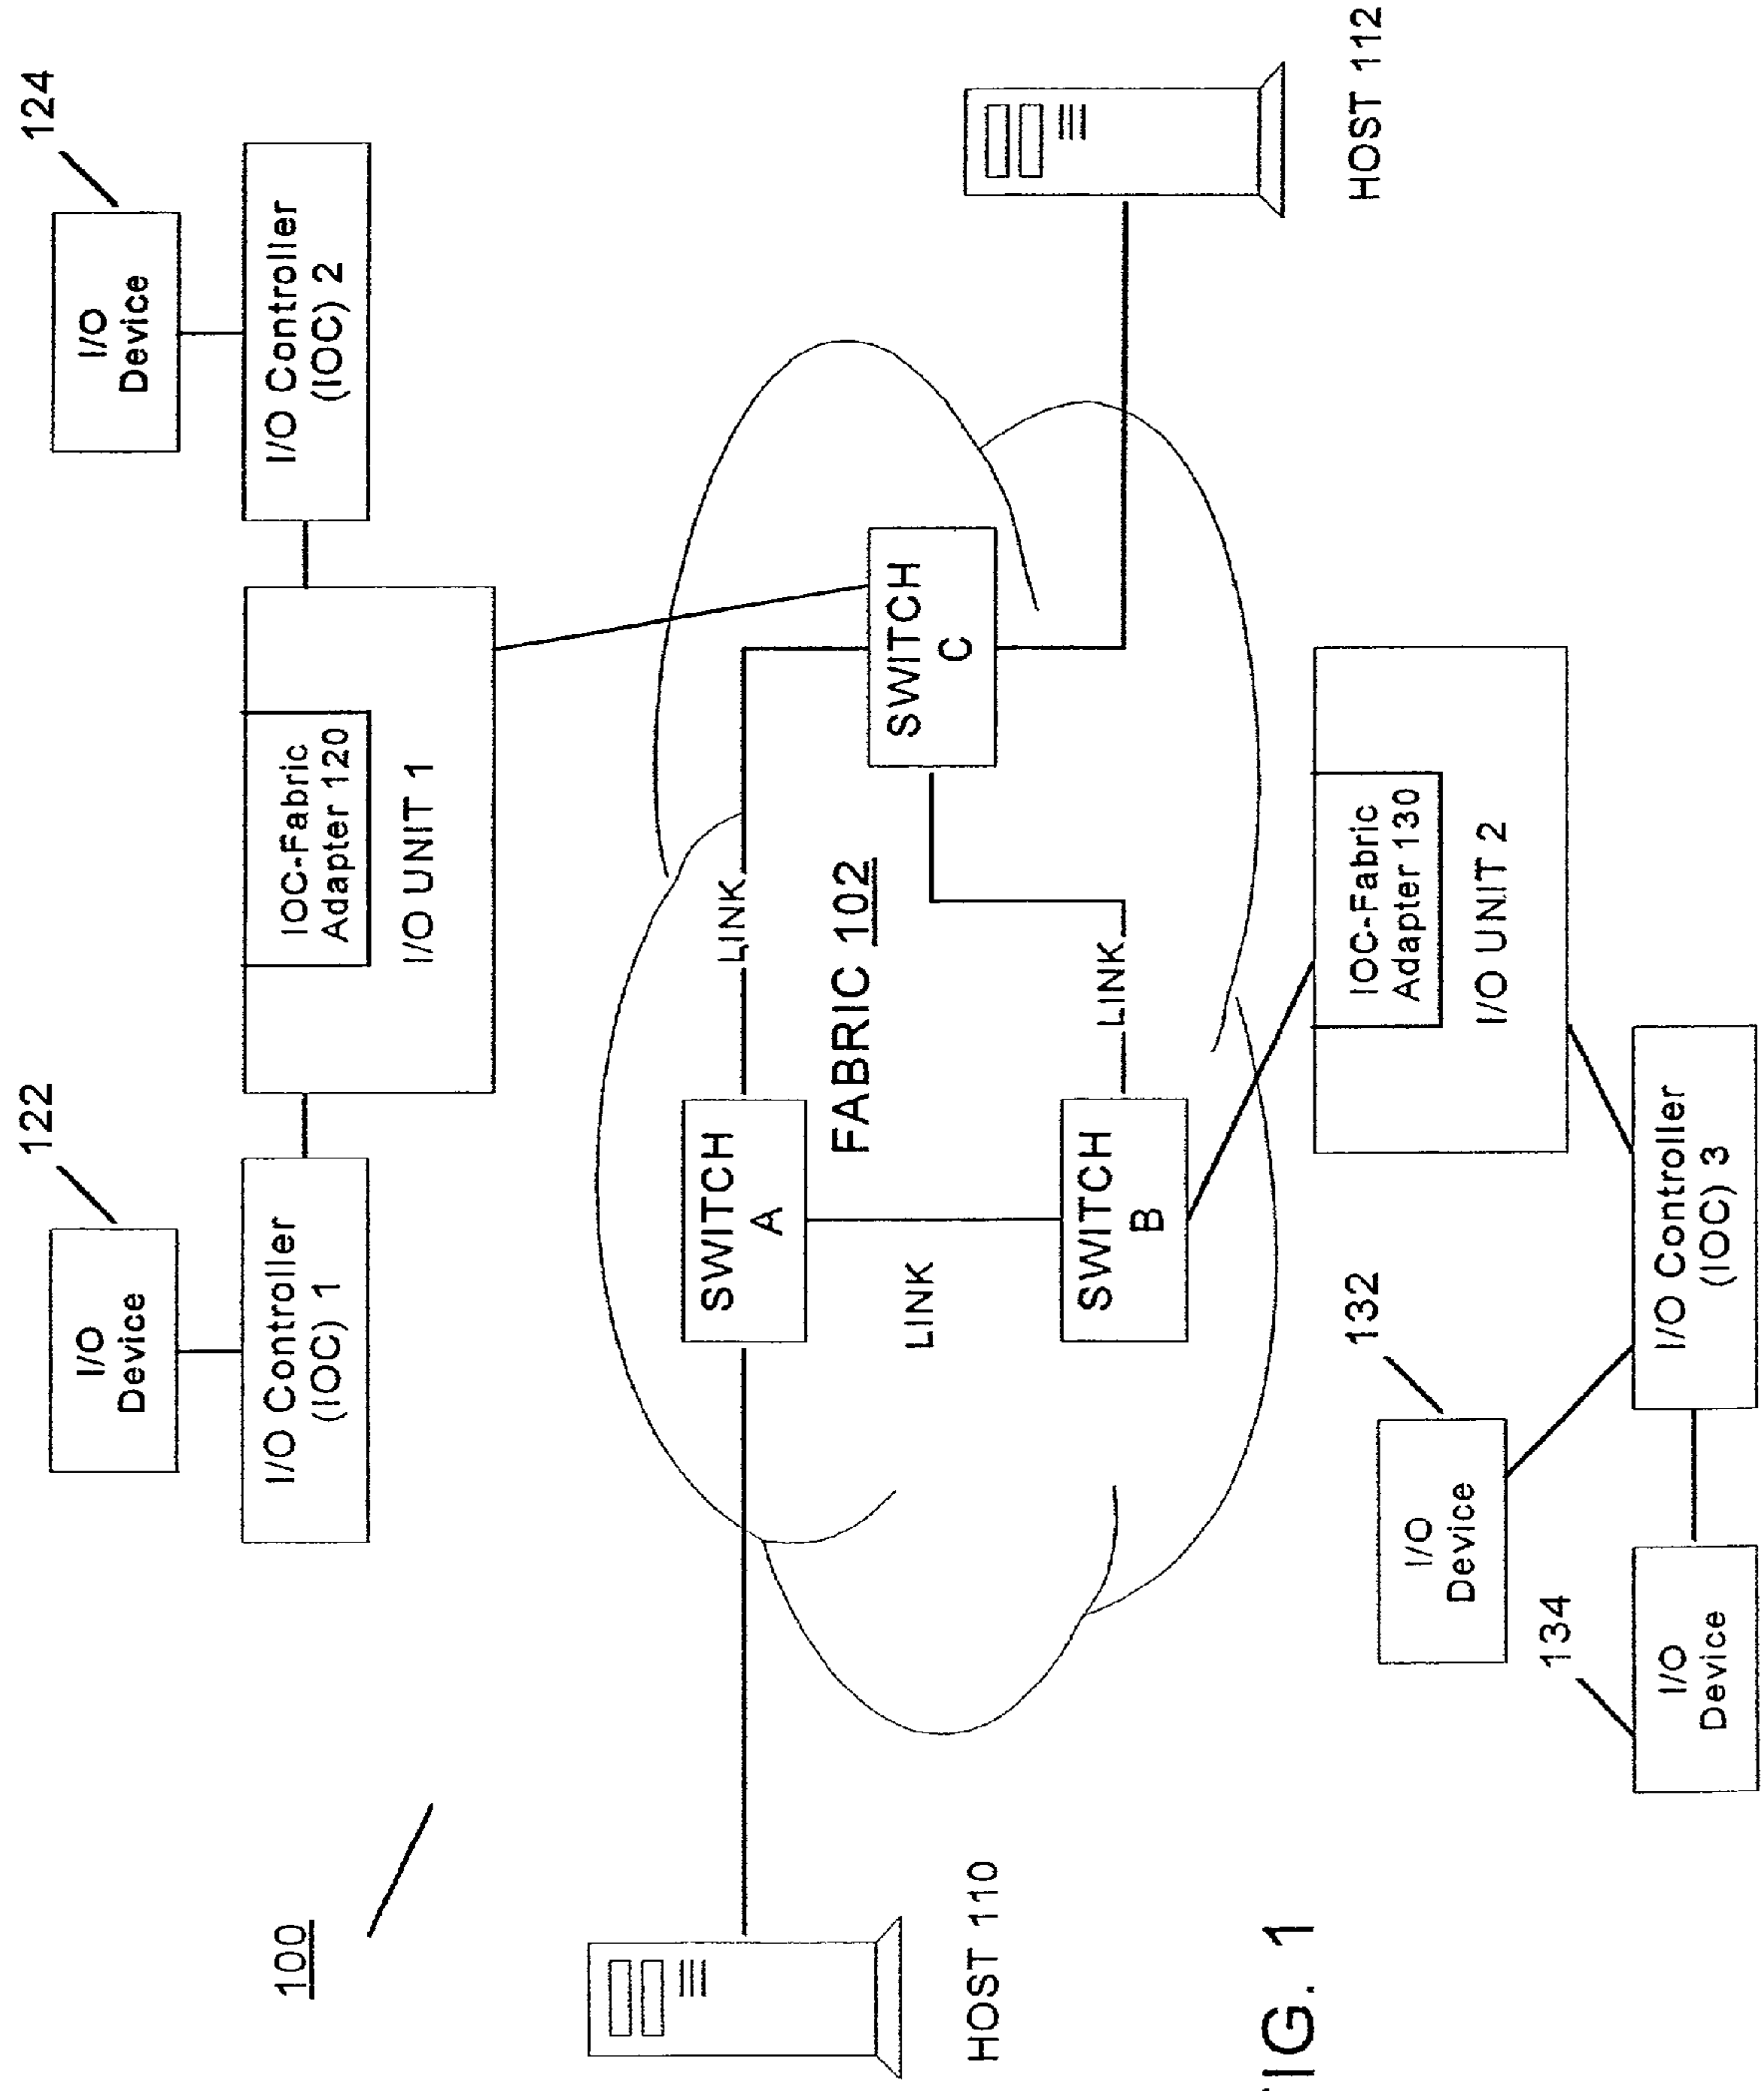 124
122
I/O
Device
I/O
Device
I/O Controller
(IOC) 1
IOC-Fabric
Adapter 120
I/O UNIT 1
I/O Controller
(IOC) 2
100
LINK
SWITCH
A
SWITCH
C
FABRIC 102
LINK
LINK
SWITCH
B
HOST 110
HOST 112
IOC-Fabric
Adapter 130
I/O UNIT 2
132
I/O
Device
134
I/O
Device
I/O Controller
(IOC) 3
FIG. 1